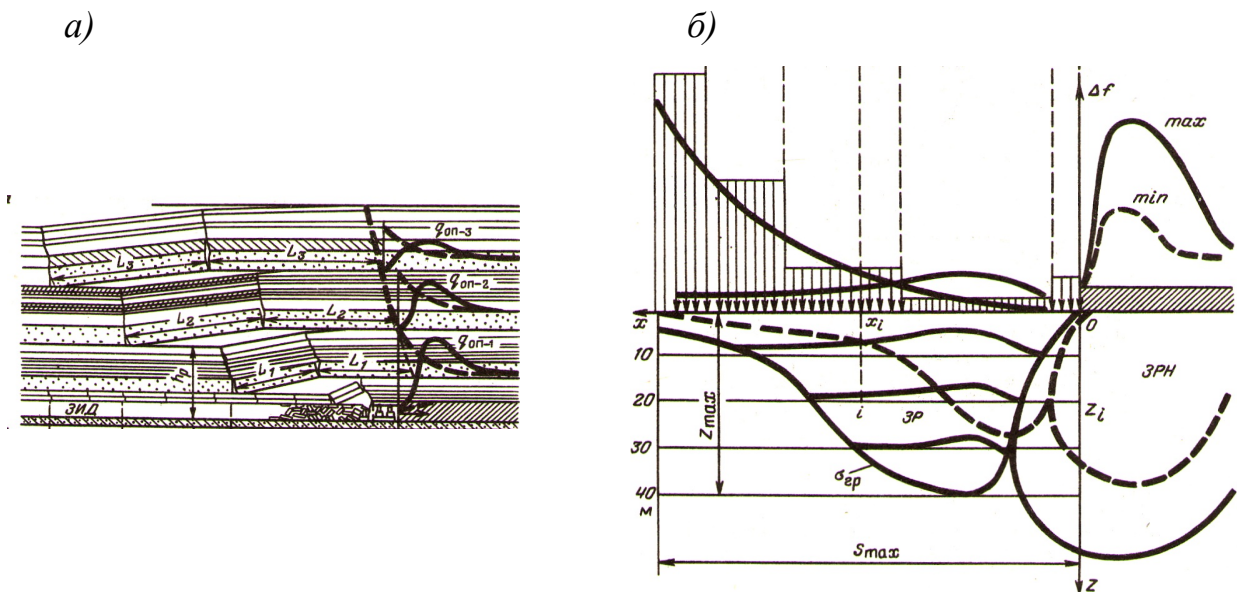 а)
б)
qоп-3
L3
L3
qоп-2
L2
L2
qоп-1
L1
L1
hр
ЗИД
Δf
max
min
x
xi
0
10
20
30
40
м
Zmax
i
ЗР
Zi
ЗРН
σгр
Smax
Z